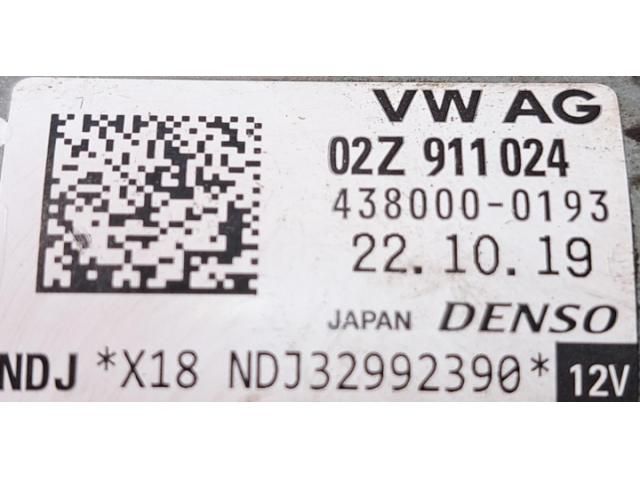 VW AG
02Z 911 024
438000-0193
22.10.19
JAPAN DENSO
NDJ *X18 NDJ32992390* 12V